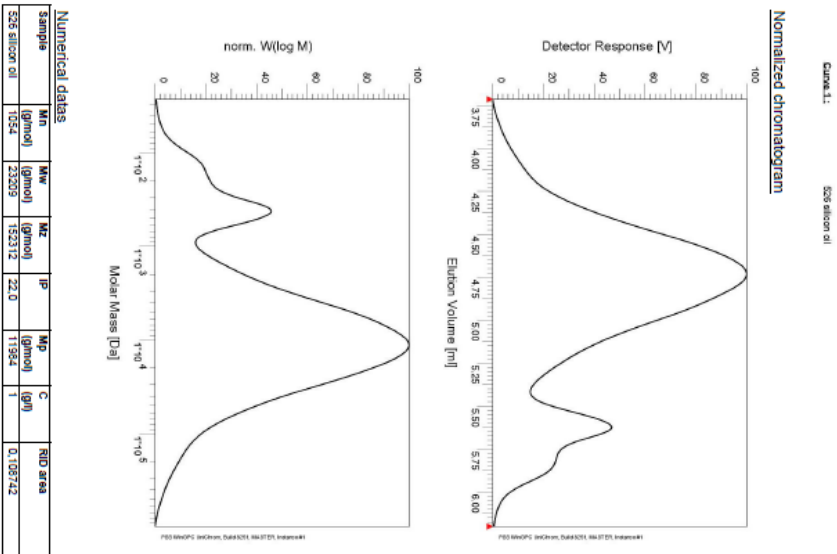 Curve 1 : 526 silicon oil
Normalized chromatogram
Detector Response [V]
0 20 40 60 80 100
3.75 4.00 4.25 4.50 4.75 5.00 5.25 5.50 5.75 6.00
Elution Volume [ml]
PSS WinGPC UniChrom, Build 9251, MASTER, Instance#1
norm. W(log M)
0 20 40 60 80 100
1*10 2 1*10 3 1*10 4 1*10 5
Molar Mass [Da]
PSS WinGPC UniChrom, Build 9251, MASTER, Instance#1
Numerical datas
Sample Mn (g/mol) Mw (g/mol) Mz (g/mol) IP Mp (g/mol) C (g/l) RID area
526 silicon oil 1054 23209 152312 22,0 11984 1 0,108742